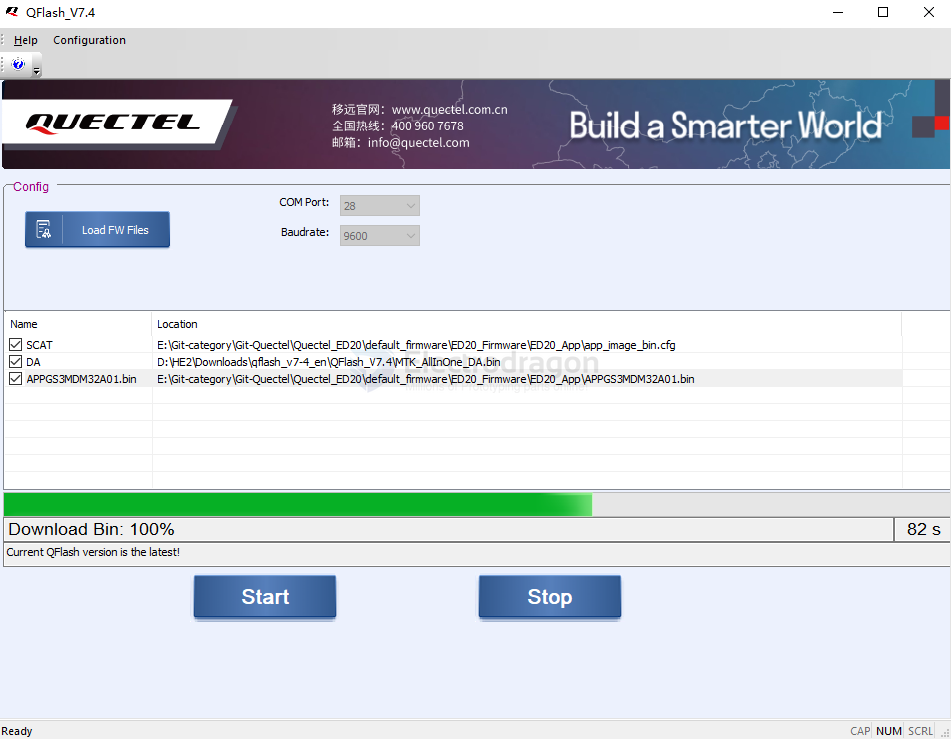 QFlash_V7.4
Help Configuration
QUECTEL
移远官网：www.quectel.com.cn
全国热线：400 960 7678
邮箱：info@quectel.com
Build a Smarter World
Config
Load FW Files
COM Port: 28
Baudrate: 9600
Name Location
SCAT E:\Git-category\Git-Quectel\Quectel_ED20\default_firmware\ED20_Firmware\ED20_App\app_image_bin.cfg
DA D:\HE2\Downloads\qflash_v7-4_en\QFlash_V7.4\MTK_AllInOne_DA.bin
Electrodragon
APPGS3MDM32A01.bin E:\Git-category\Git-Quectel\Quectel_ED20\default_firmware\ED20_Firmware\ED20_App\APPGS3MDM32A01.bin
Download Bin: 100% 82 s
Current QFlash version is the latest!
Start Stop
Ready CAP NUM SCRL